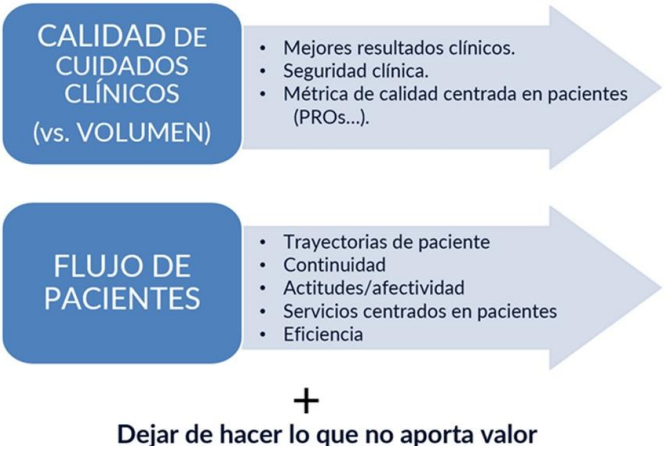 CALIDAD DE
CUIDADOS
CLÍNICOS
(vs. VOLUMEN)
• Mejores resultados clínicos.
• Seguridad clínica.
• Métrica de calidad centrada en pacientes
(PROs...).
FLUJO DE
PACIENTES
• Trayectorias de paciente
• Continuidad
• Actitudes/afectividad
• Servicios centrados en pacientes
• Eficiencia
+
Dejar de hacer lo que no aporta valor